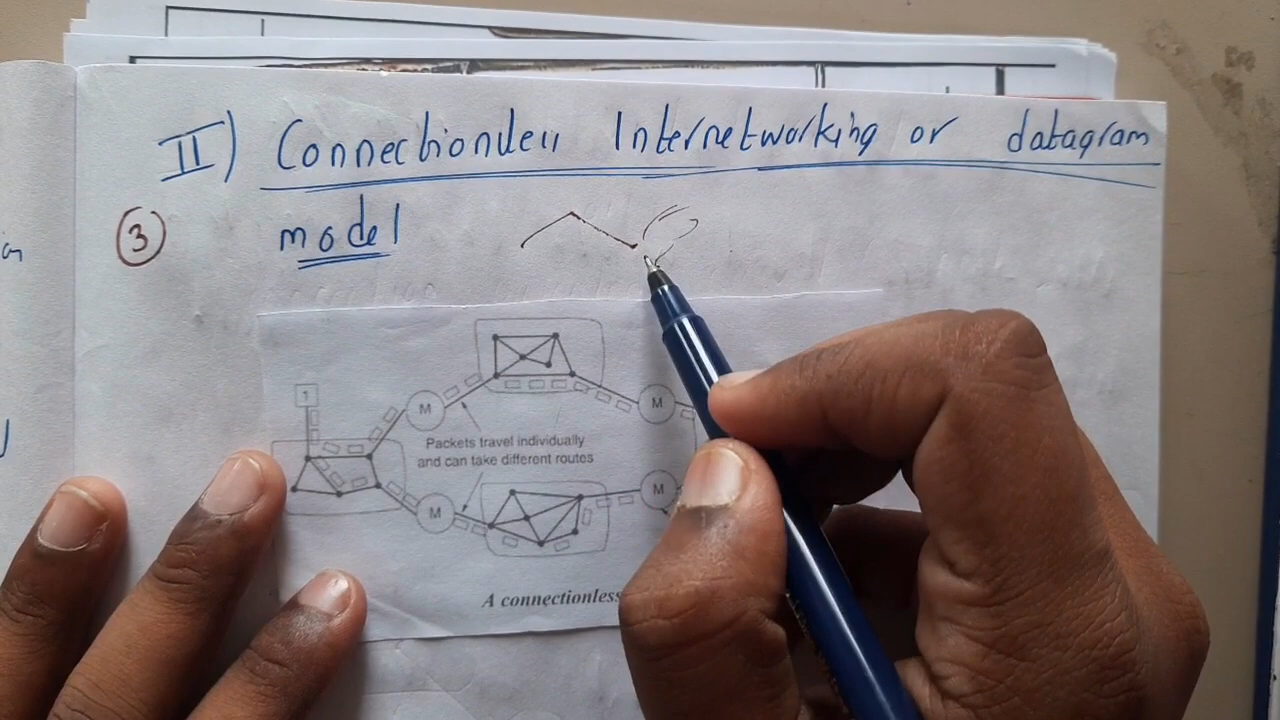 II) Connectionless Internetworking or datagram
3 model
1
M
M
Packets travel individually
and can take different routes
M
M
A connectionless